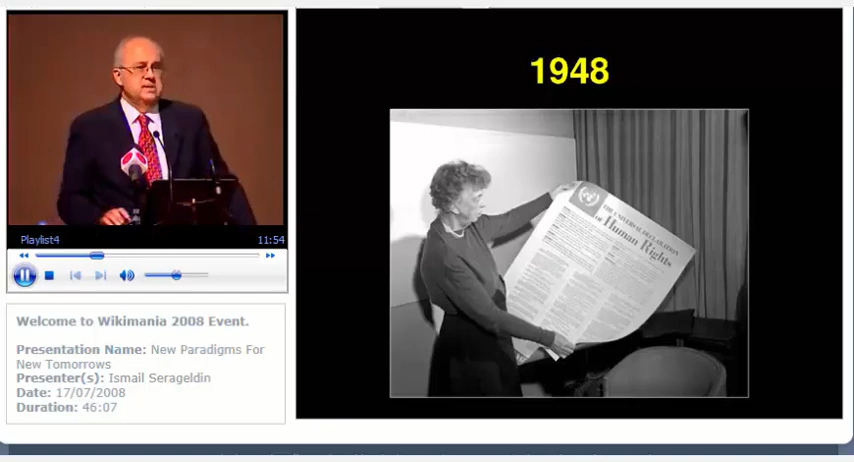 1948
THE UNIVERSAL DECLARATION
of Human Rights
Playlist4 11:54
Welcome to Wikimania 2008 Event.
Presentation Name: New Paradigms For
New Tomorrows
Presenter(s): Ismail Serageldin
Date: 17/07/2008
Duration: 46:07